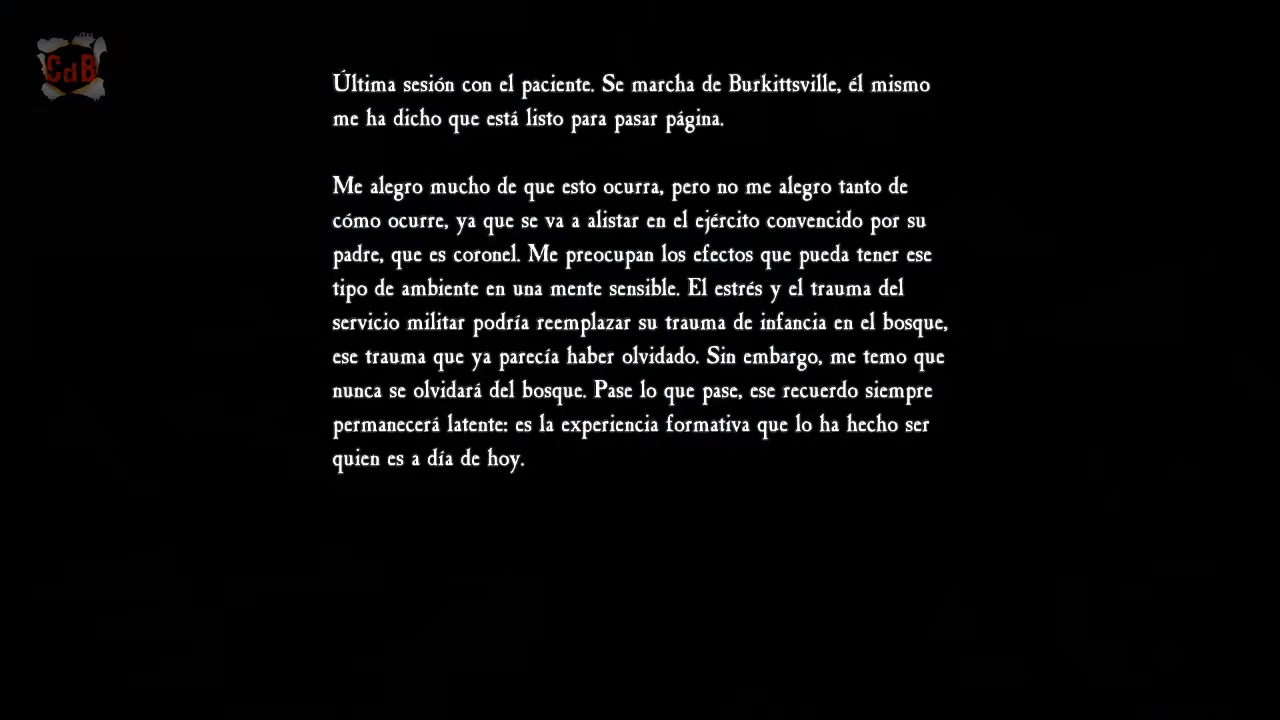 CdB
Última sesión con el paciente. Se marcha de Burkittsville, él mismo
me ha dicho que está listo para pasar página.
Me alegro mucho de que esto ocurra, pero no me alegro tanto de
cómo ocurre, ya que se va a alistar en el ejército convencido por su
padre, que es coronel. Me preocupan los efectos que pueda tener ese
tipo de ambiente en una mente sensible. El estrés y el trauma del
servicio militar podría reemplazar su trauma de infancia en el bosque,
ese trauma que ya parecía haber olvidado. Sin embargo, me temo que
nunca se olvidará del bosque. Pase lo que pase, ese recuerdo siempre
permanecerá latente: es la experiencia formativa que lo ha hecho ser
quien es a día de hoy.